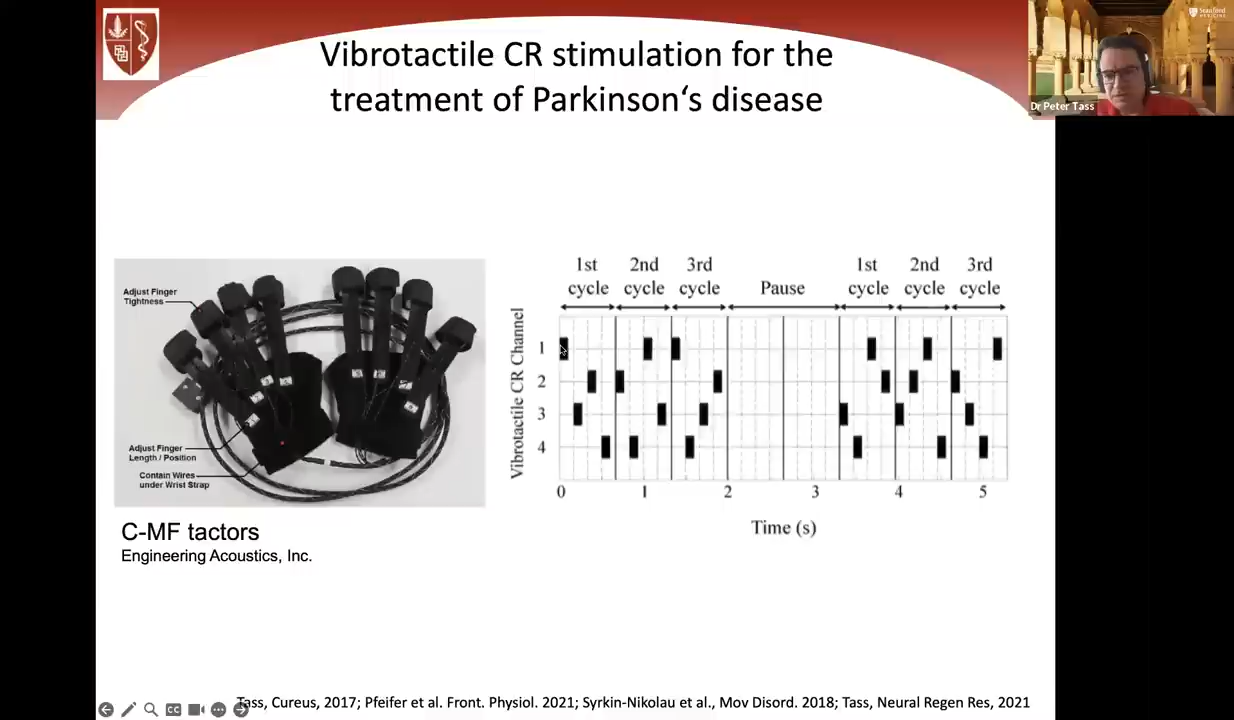 Vibrotactile CR stimulation for the
treatment of Parkinson‘s disease
Stanford
MEDICINE
Dr Peter Tass
Adjust Finger
Tightness
Adjust Finger
Length / Position
Contain Wires
under Wrist Strap
C-MF tactors
Engineering Acoustics, Inc.
1st
cycle
2nd
cycle
3rd
cycle
Pause
1st
cycle
2nd
cycle
3rd
cycle
Vibrotactile CR Channel
1
2
3
4
0 1 2 3 4 5
Time (s)
CC
Tass, Cureus, 2017; Pfeifer et al. Front. Physiol. 2021; Syrkin-Nikolau et al., Mov Disord. 2018; Tass, Neural Regen Res, 2021